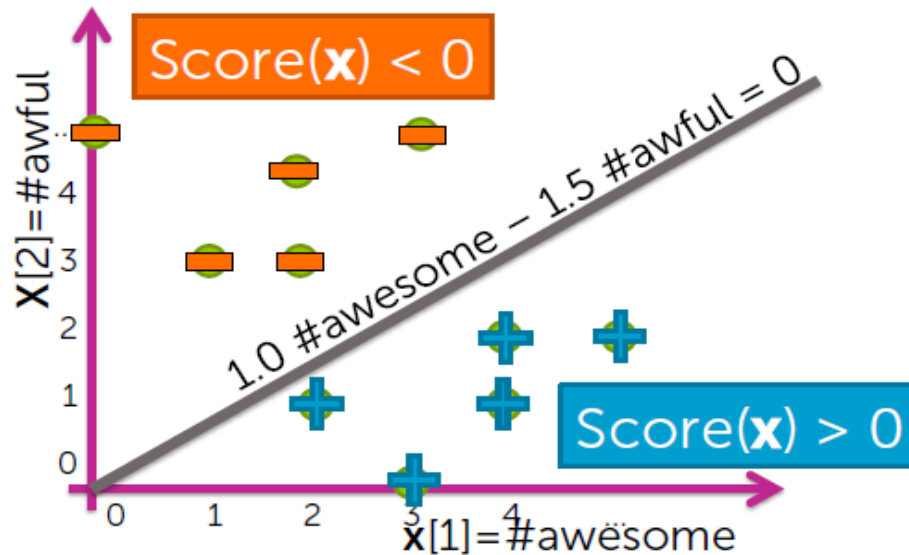 Score(x) < 0
1.0 #awesome – 1.5 #awful = 0
X[2]=#awful
...
4
3
2
1
0
Score(x) > 0
0 1 2 3 4 ...
x[1]=#awesome